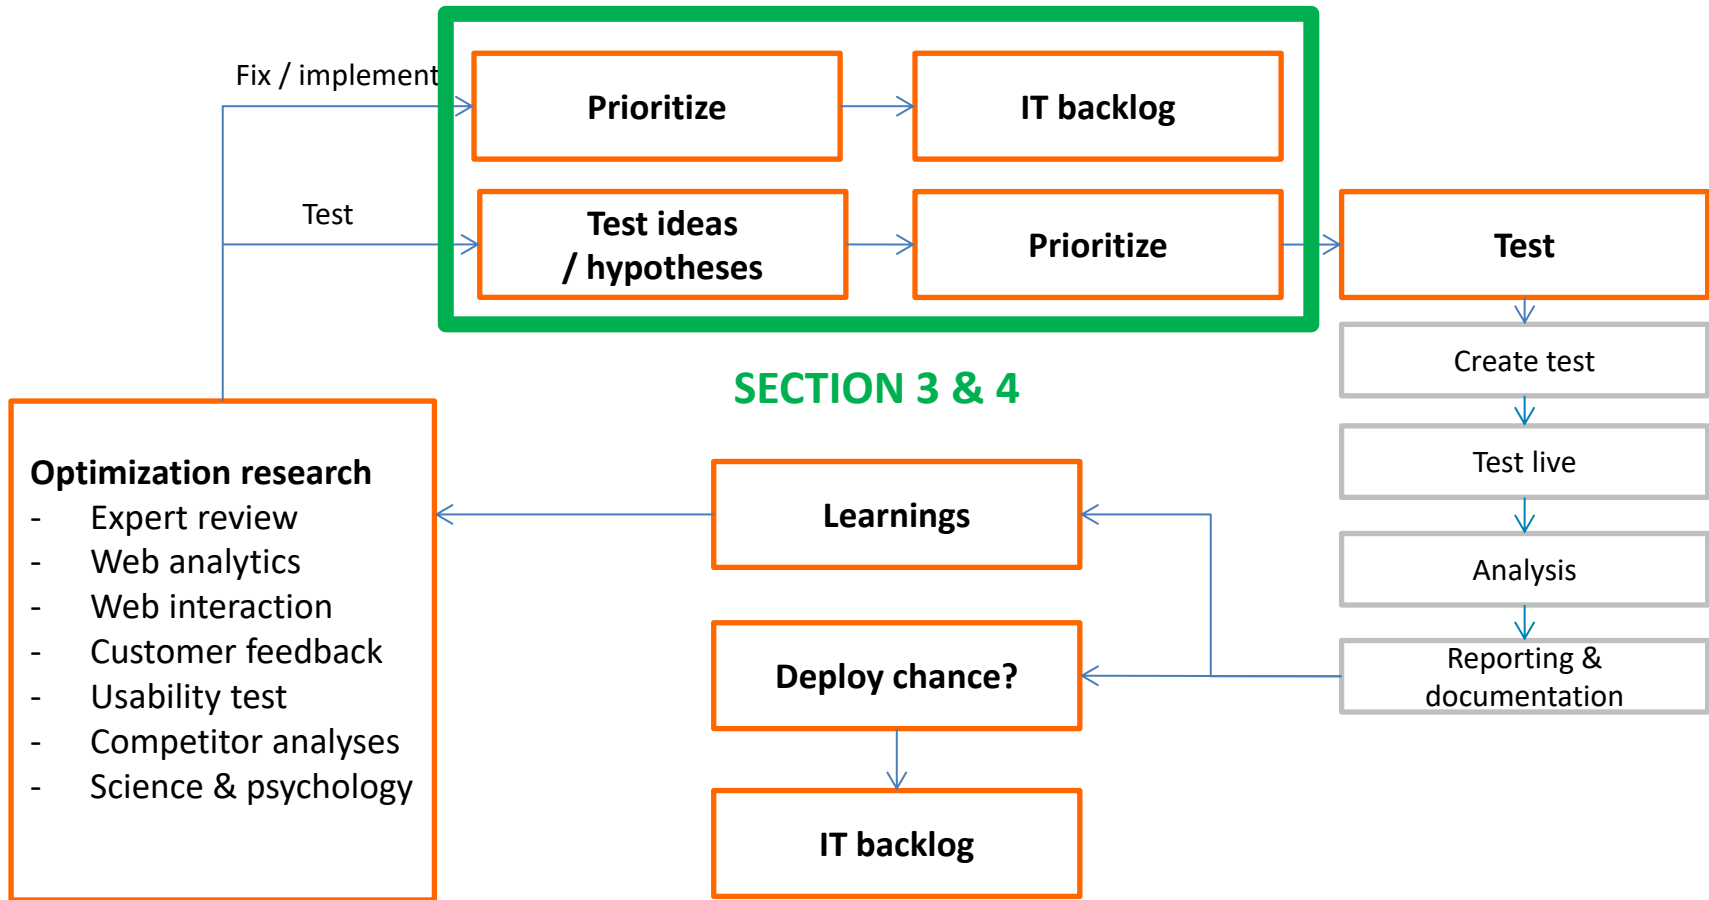 Fix / implement
Prioritize
IT backlog
Test
Test ideas
/ hypotheses
Prioritize
Test
Create test
SECTION 3 & 4
Test live
Optimization research
- Expert review
- Web analytics
- Web interaction
- Customer feedback
- Usability test
- Competitor analyses
- Science & psychology
Learnings
Analysis
Deploy chance?
Reporting &
documentation
IT backlog